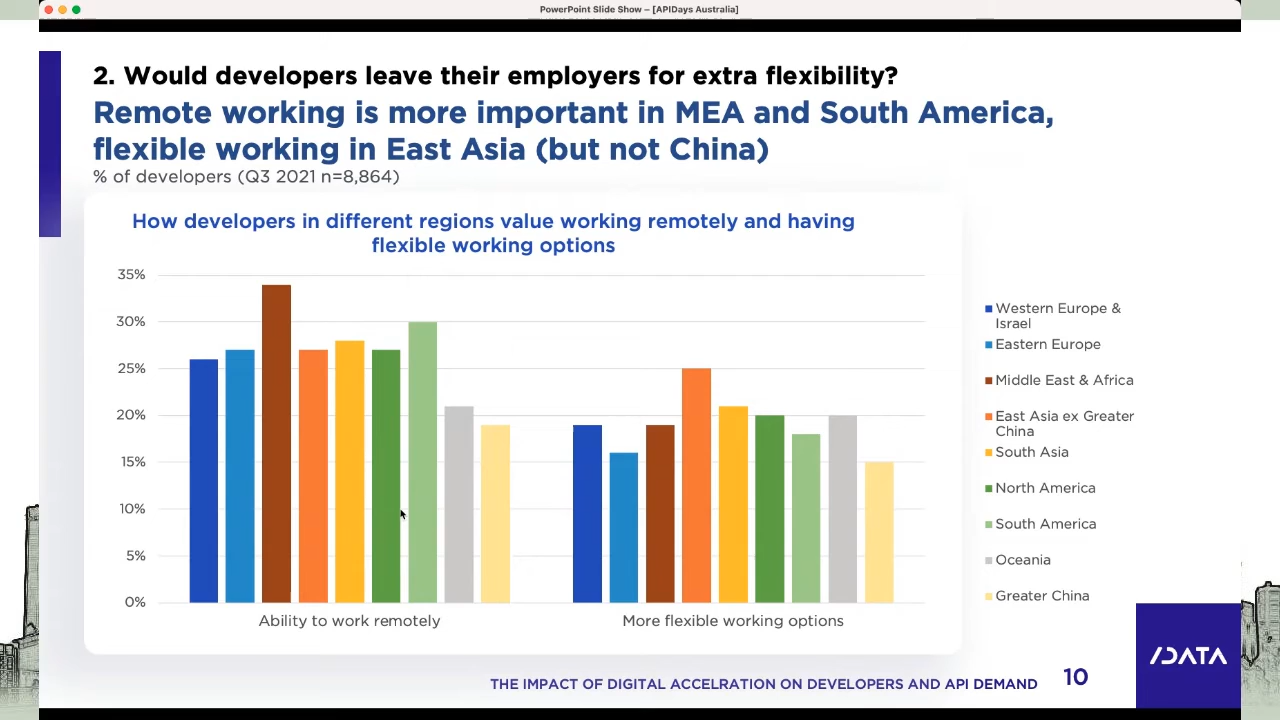 PowerPoint Slide Show – [APIDays Australia]
2. Would developers leave their employers for extra flexibility?
Remote working is more important in MEA and South America,
flexible working in East Asia (but not China)
% of developers (Q3 2021 n=8,864)
How developers in different regions value working remotely and having
flexible working options
35%
30%
25%
20%
15%
10%
5%
0%
Ability to work remotely
More flexible working options
Western Europe &
Israel
Eastern Europe
Middle East & Africa
East Asia ex Greater
China
South Asia
North America
South America
Oceania
Greater China
THE IMPACT OF DIGITAL ACCELRATION ON DEVELOPERS AND API DEMAND
10
/DATA